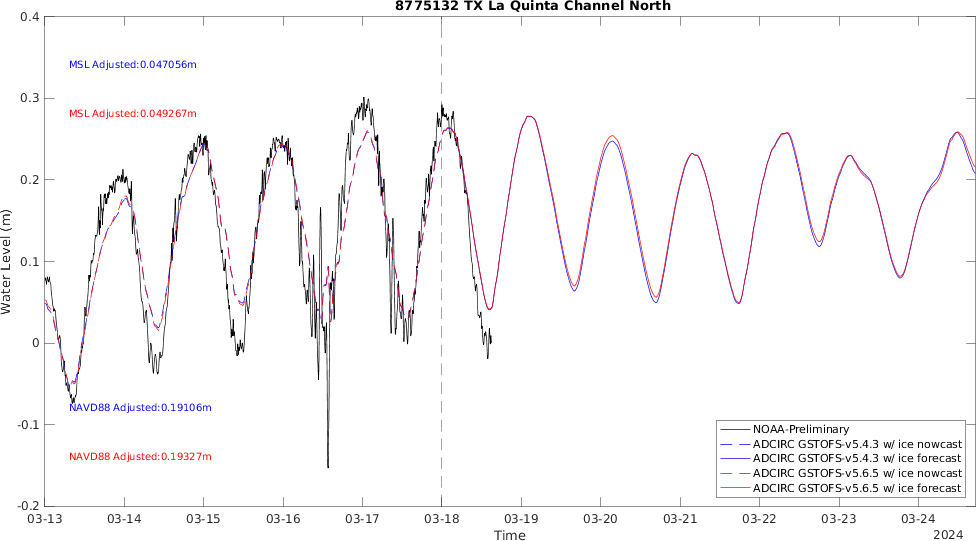 8775132 TX La Quinta Channel North
0.4
0.3
0.2
0.1
0
-0.1
-0.2
Water Level (m)
MSL Adjusted:0.047056m
MSL Adjusted:0.049267m
NAVD88 Adjusted:0.19106m
NAVD88 Adjusted:0.19327m
NOAA-Preliminary
ADCIRC GSTOFS-v5.4.3 w/ ice nowcast
ADCIRC GSTOFS-v5.4.3 w/ ice forecast
ADCIRC GSTOFS-v5.6.5 w/ ice nowcast
ADCIRC GSTOFS-v5.6.5 w/ ice forecast
03-13 03-14 03-15 03-16 03-17 03-18 03-19 03-20 03-21 03-22 03-23 03-24
Time
2024